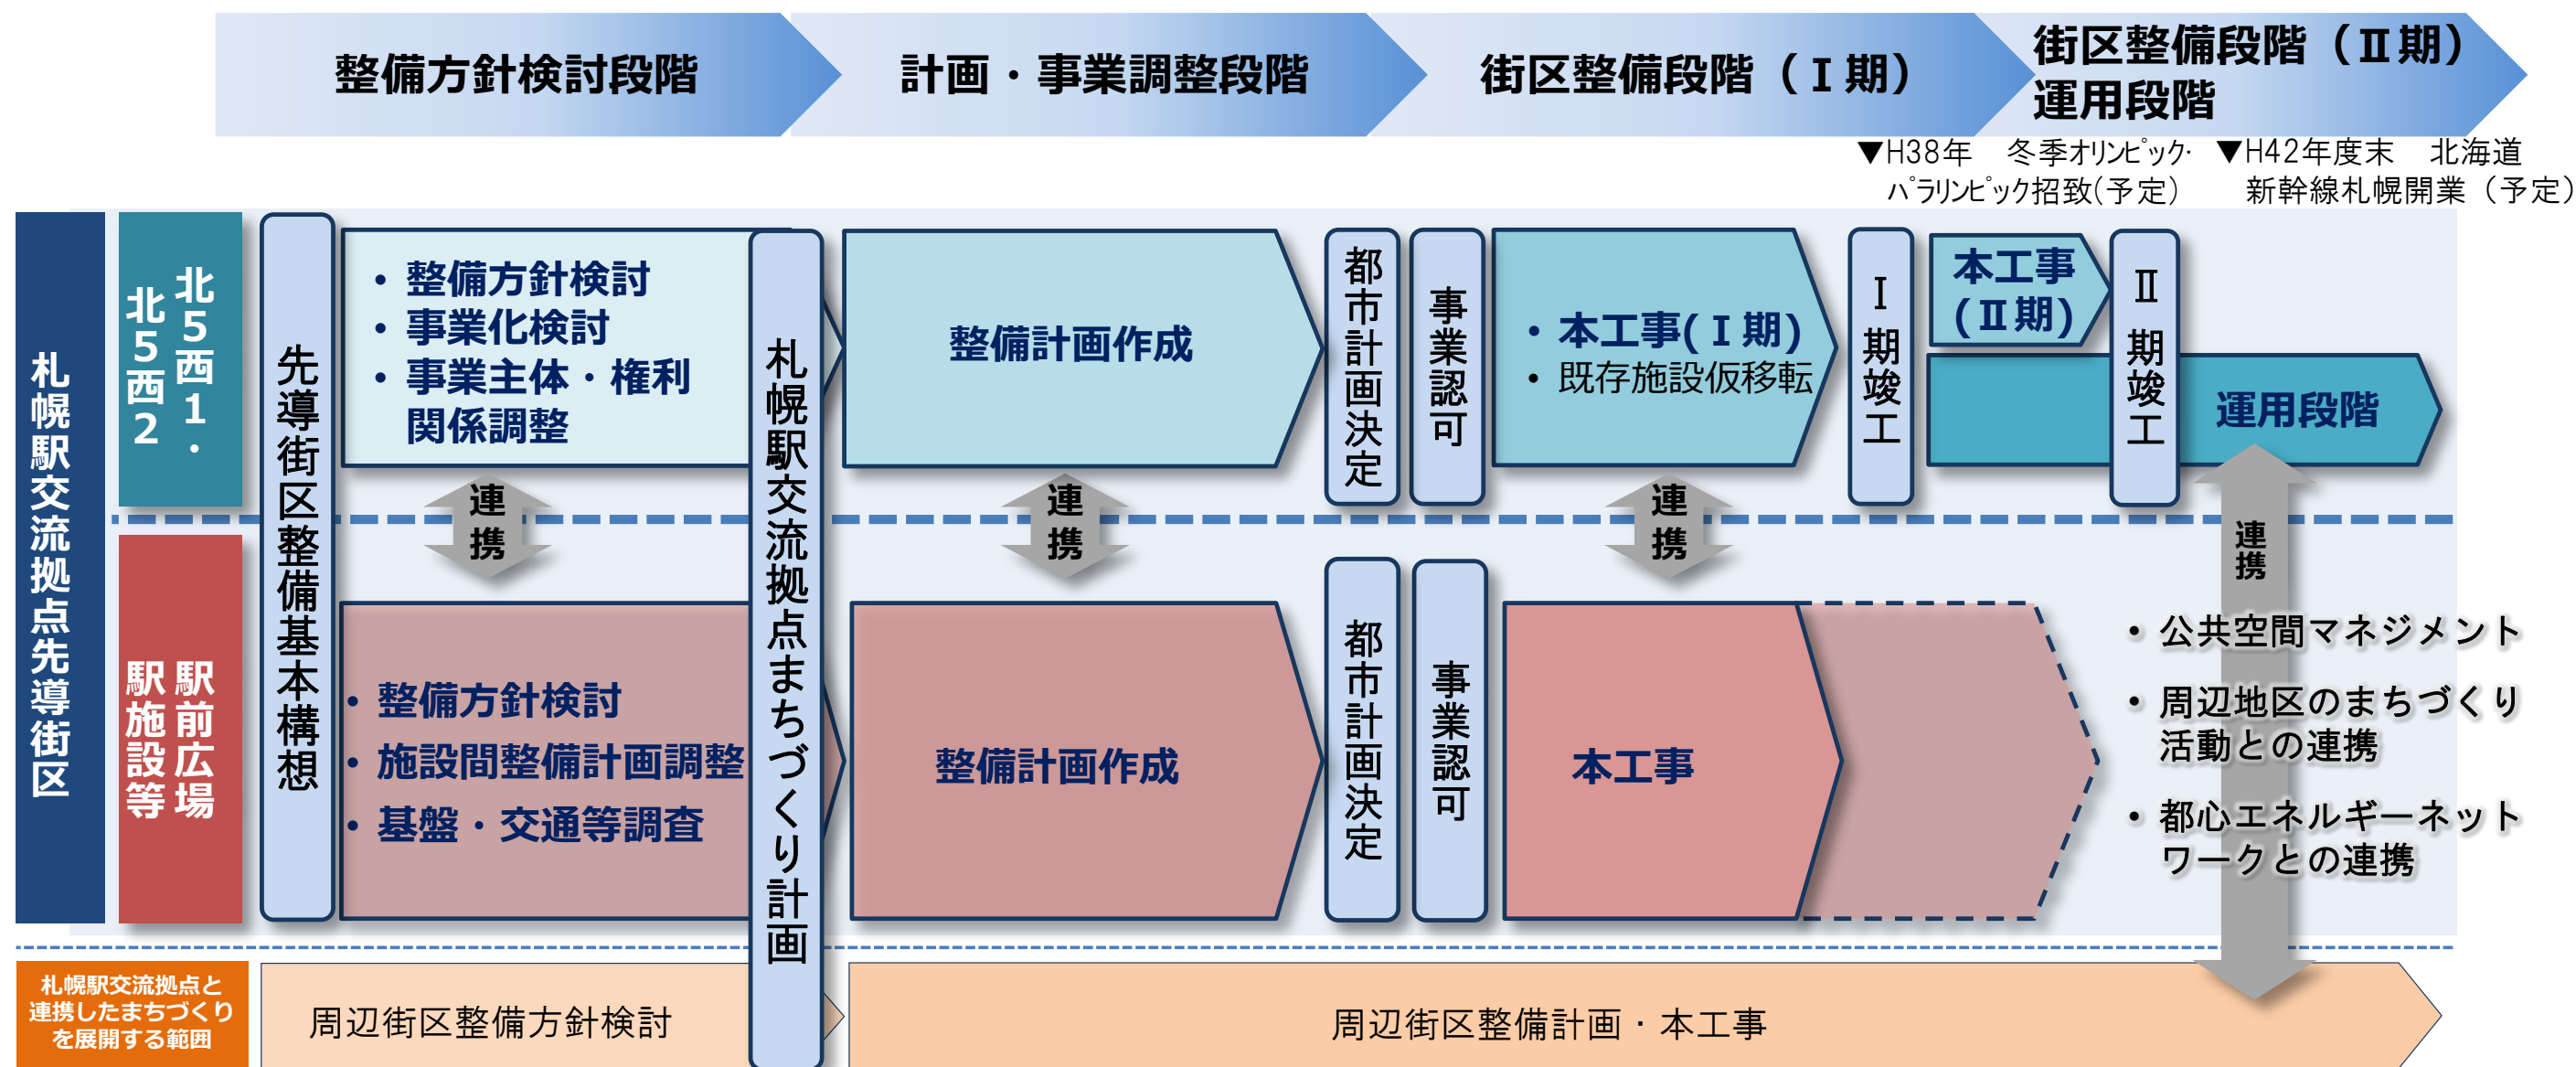 整備方針検討段階
計画・事業調整段階
街区整備段階（Ⅰ期）
街区整備段階（Ⅱ期）
運用段階
▼H38年　冬季オリンピック・
パラリンピック招致(予定)
▼H42年度末　北海道
新幹線札幌開業（予定）
札幌駅交流拠点先導街区
北５西１・
北５西２
先導街区整備基本構想
・整備方針検討
・事業化検討
・事業主体・権利
関係調整
札幌駅交流拠点まちづくり計画
整備計画作成
都市計画決定
事業認可
・本工事(Ⅰ期)
・既存施設仮移転
Ⅰ期竣工
本工事
(Ⅱ期)
Ⅱ期竣工
運用段階
連携
連携
連携
連携
駅前広場
駅施設等
・整備方針検討
・施設間整備計画調整
・基盤・交通等調査
整備計画作成
都市計画決定
事業認可
本工事
・公共空間マネジメント
・周辺地区のまちづくり
活動との連携
・都心エネルギーネット
ワークとの連携
札幌駅交流拠点と
連携したまちづくり
を展開する範囲
周辺街区整備方針検討
周辺街区整備計画・本工事